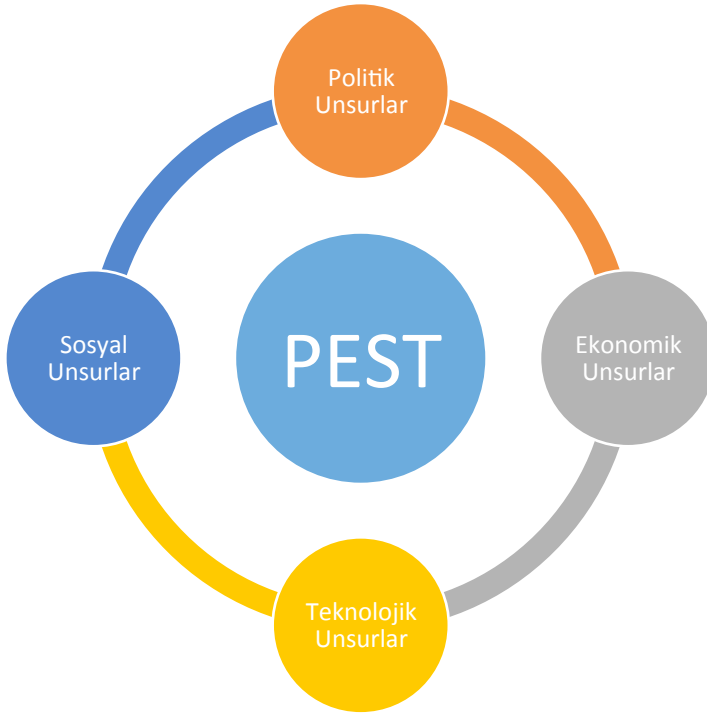 Politik
Unsurlar
Sosyal
Unsurlar
PEST
Ekonomik
Unsurlar
Teknolojik
Unsurlar